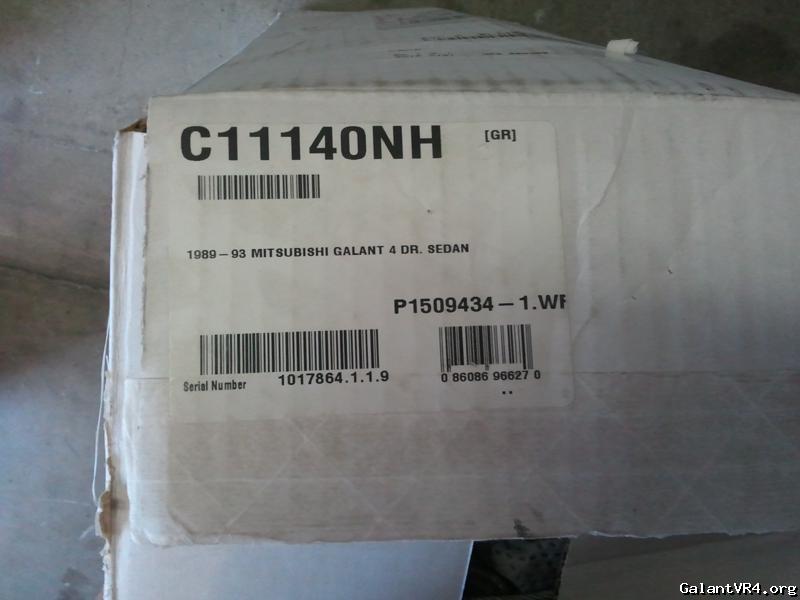 C11140NH
[GR]
1989-93 MITSUBISHI GALANT 4 DR. SEDAN
P1509434-1.WF
Serial Number
1017864.1.1.9
0 86086 96627 0
GalantVR4.org